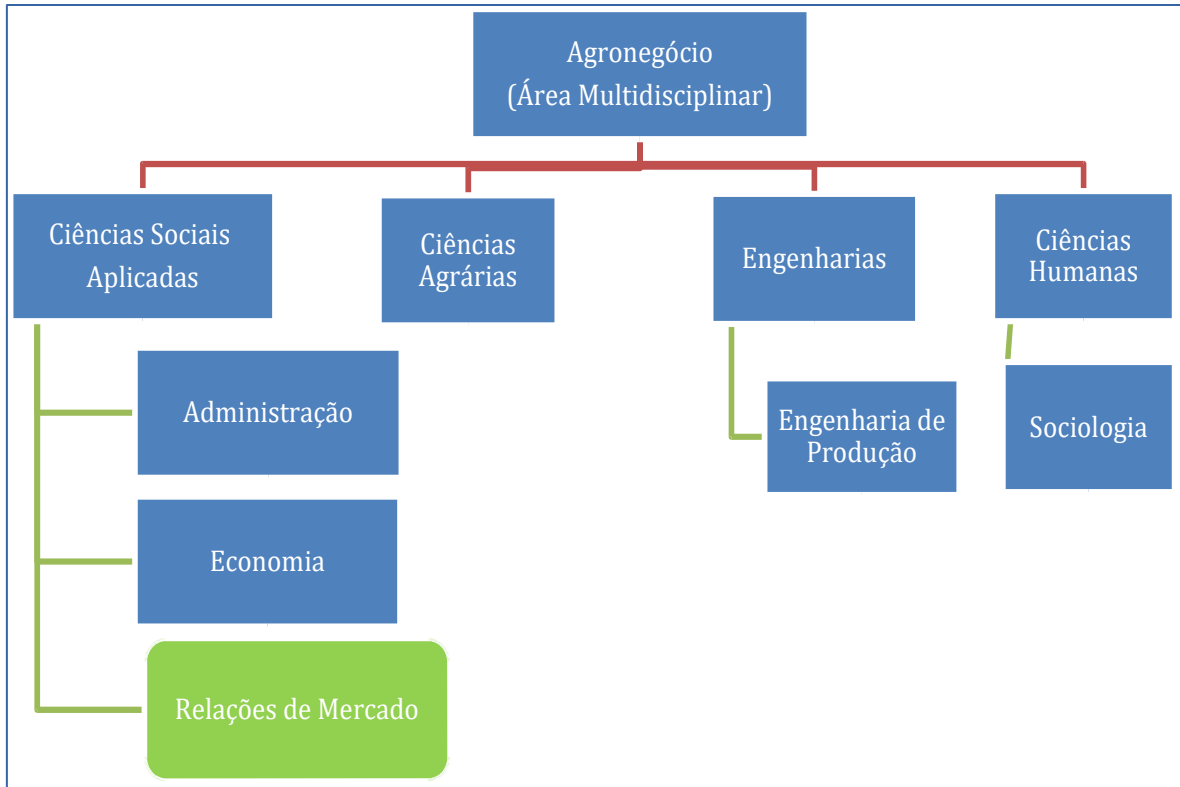 Agronegócio
(Área Multidisciplinar)
Ciências Sociais
Aplicadas
Ciências
Agrárias
Engenharias
Ciências
Humanas
Administração
Engenharia de
Produção
Sociologia
Economia
Relações de Mercado